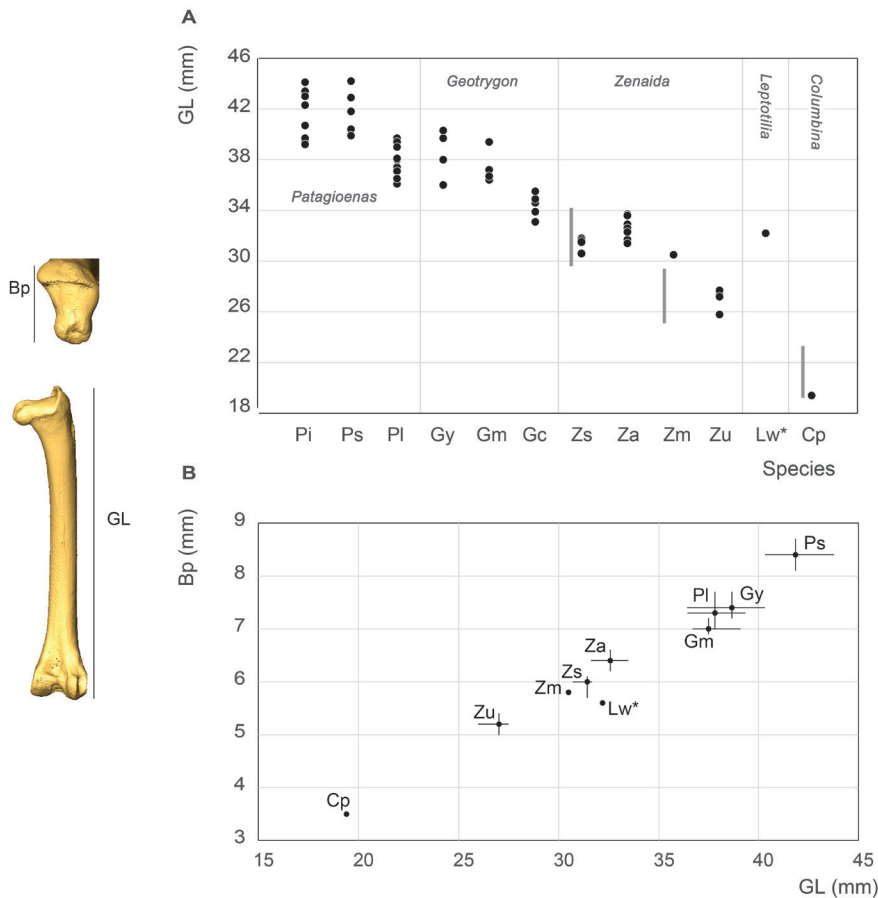 A
GL (mm)
46
42
38
34
30
26
22
18
Geotrygon
Zenaida
Leptotilia
Columbina
Patagioenas
Pi Ps Pl Gy Gm Gc Zs Za Zm Zu Lw* Cp
Species
Bp
GL
B
Bp (mm)
9
8
7
6
5
4
3
Ps
Pl Gy
Gm
Za
Zs
Zm
Lw*
Zu
Cp
15 20 25 30 35 40 45
GL (mm)